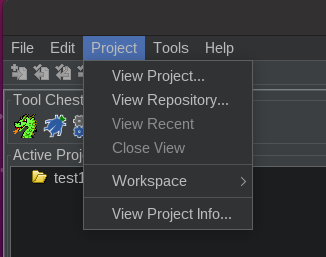 File Edit Project Tools Help
View Project...
View Repository...
View Recent
Close View
Workspace
View Project Info...
Tool Chest
Active Proj
test1